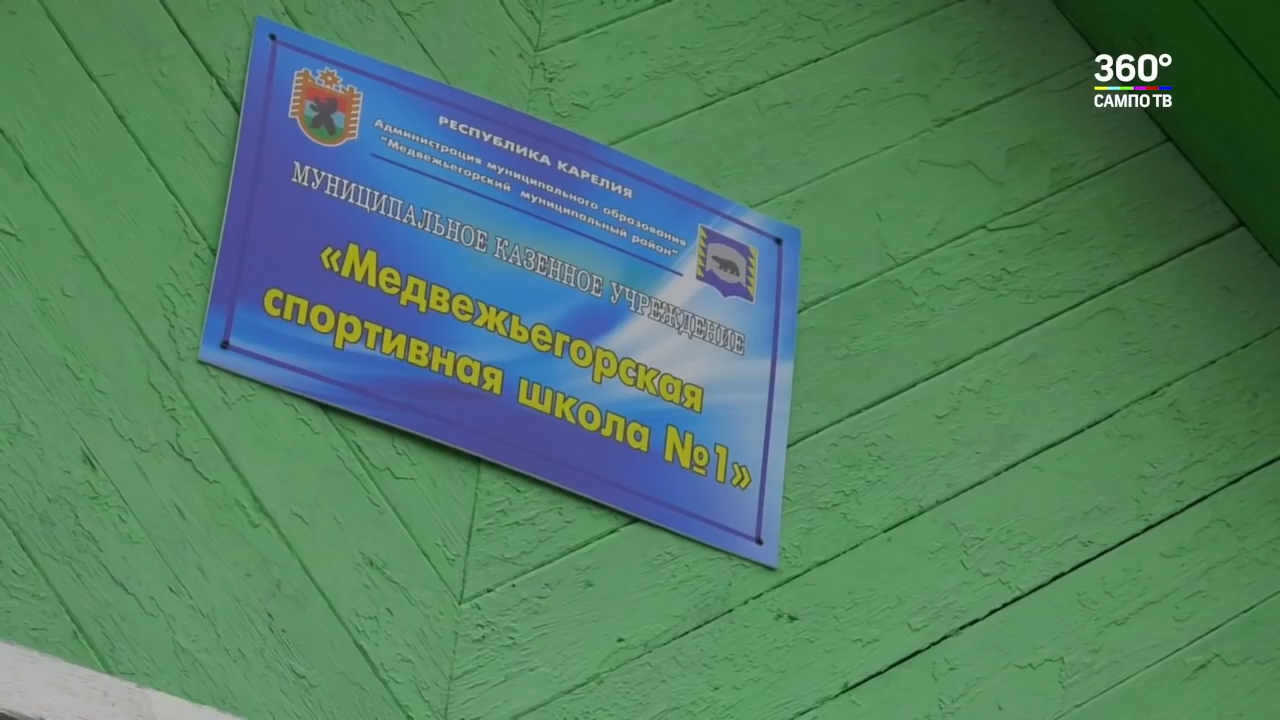 360°
САМПО ТВ
РЕСПУБЛИКА КАРЕЛИЯ
Администрация муниципального образования
"Медвежьегорский муниципальный район"
МУНИЦИПАЛЬНОЕ КАЗЕННОЕ УЧРЕЖДЕНИЕ
«Медвежьегорская
спортивная школа №1»